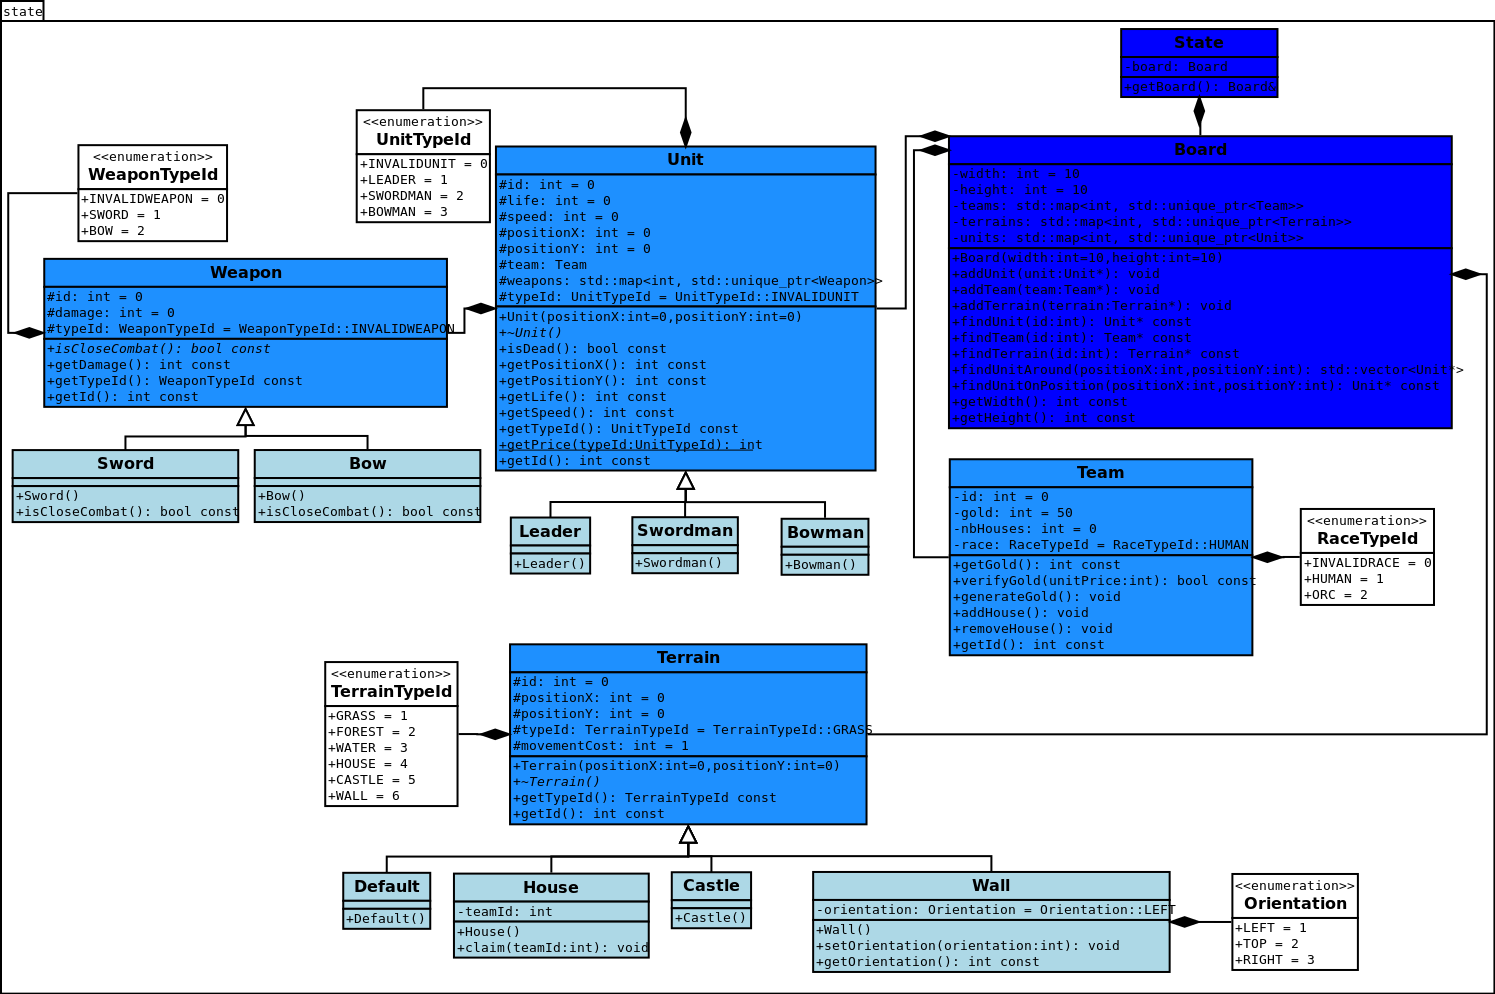 state
State
-board: Board
+getBoard(): Board&
<<enumeration>>
UnitTypeId
+INVALIDUNIT = 0
+LEADER = 1
+SWORDMAN = 2
+BOWMAN = 3
<<enumeration>>
WeaponTypeId
+INVALIDWEAPON = 0
+SWORD = 1
+BOW = 2
Unit
#id: int = 0
#life: int = 0
#speed: int = 0
#positionX: int = 0
#positionY: int = 0
#team: Team
#weapons: std::map<int, std::unique_ptr<Weapon>>
#typeId: UnitTypeId = UnitTypeId::INVALIDUNIT
+Unit(positionX:int=0,positionY:int=0)
+~Unit()
+isDead(): bool const
+getPositionX(): int const
+getPositionY(): int const
+getLife(): int const
+getSpeed(): int const
+getTypeId(): UnitTypeId const
+getPrice(typeId:UnitTypeId): int
+getId(): int const
Board
-width: int = 10
-height: int = 10
-teams: std::map<int, std::unique_ptr<Team>>
-terrains: std::map<int, std::unique_ptr<Terrain>>
-units: std::map<int, std::unique_ptr<Unit>>
+Board(width:int=10,height:int=10)
+addUnit(unit:Unit*): void
+addTeam(team:Team*): void
+addTerrain(terrain:Terrain*): void
+findUnit(id:int): Unit* const
+findTeam(id:int): Team* const
+findTerrain(id:int): Terrain* const
+findUnitAround(positionX:int,positionY:int): std::vector<Unit*>
+findUnitOnPosition(positionX:int,positionY:int): Unit* const
+getWidth(): int const
+getHeight(): int const
Weapon
#id: int = 0
#damage: int = 0
#typeId: WeaponTypeId = WeaponTypeId::INVALIDWEAPON
+isCloseCombat(): bool const
+getDamage(): int const
+getTypeId(): WeaponTypeId const
+getId(): int const
Sword
+Sword()
+isCloseCombat(): bool const
Bow
+Bow()
+isCloseCombat(): bool const
Leader
+Leader()
Swordman
+Swordman()
Bowman
+Bowman()
Team
-id: int = 0
-gold: int = 50
-nbHouses: int = 0
-race: RaceTypeId = RaceTypeId::HUMAN
+getGold(): int const
+verifyGold(unitPrice:int): bool const
+generateGold(): void
+addHouse(): void
+removeHouse(): void
+getId(): int const
<<enumeration>>
RaceTypeId
+INVALIDRACE = 0
+HUMAN = 1
+ORC = 2
<<enumeration>>
TerrainTypeId
+GRASS = 1
+FOREST = 2
+WATER = 3
+HOUSE = 4
+CASTLE = 5
+WALL = 6
Terrain
#id: int = 0
#positionX: int = 0
#positionY: int = 0
#typeId: TerrainTypeId = TerrainTypeId::GRASS
#movementCost: int = 1
+Terrain(positionX:int=0,positionY:int=0)
+~Terrain()
+getTypeId(): TerrainTypeId const
+getId(): int const
Default
+Default()
House
-teamId: int
+House()
+claim(teamId:int): void
Castle
+Castle()
Wall
-orientation: Orientation = Orientation::LEFT
+Wall()
+setOrientation(orientation:int): void
+getOrientation(): int const
<<enumeration>>
Orientation
+LEFT = 1
+TOP = 2
+RIGHT = 3